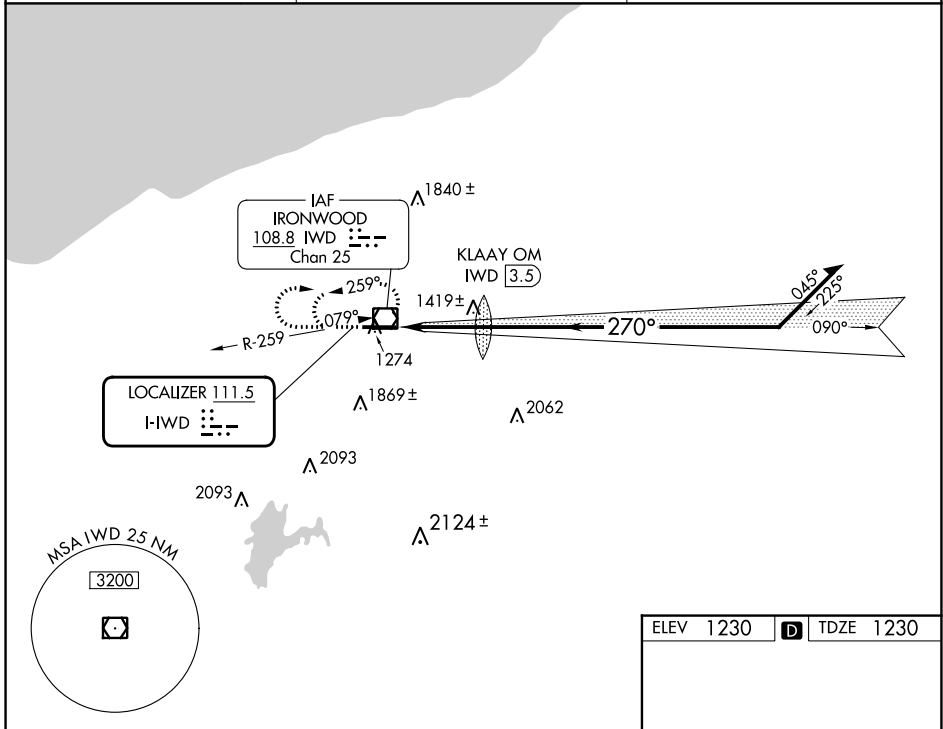 1840 ±
IAF
IRONWOOD
108.8 IWD
Chan 25
KLAAY OM
IWD 3.5
259°
1419 ±
045°
225°
079°
270°
090°
R-259
1274
LOCALIZER 111.5
I-IWD
1869 ±
2062
2093
2093
2124 ±
MSA IWD 25 NM
3200
ELEV 1230 D TDZE 1230